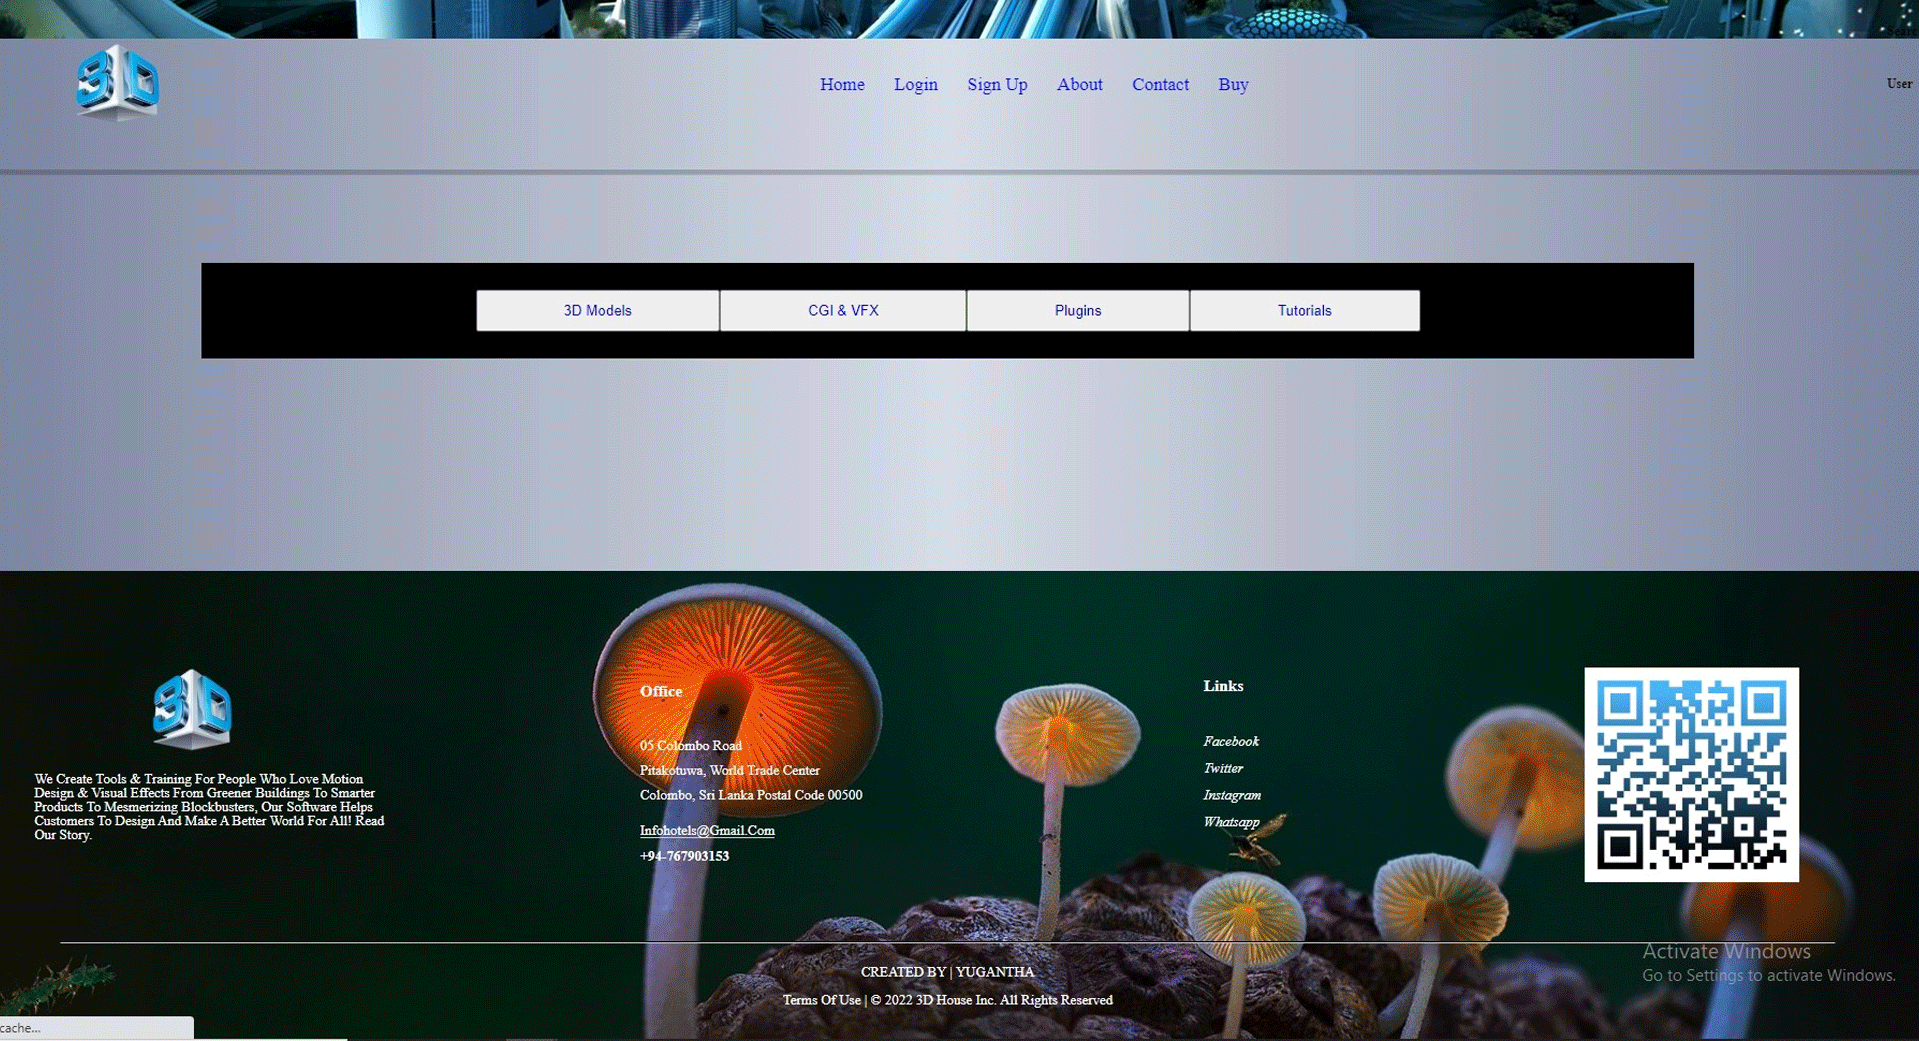 Search
3D
Home Login Sign Up About Contact Buy
User
3D Models CGI & VFX Plugins Tutorials
3D
We Create Tools & Training For People Who Love Motion
Design & Visual Effects From Greener Buildings To Smarter
Products To Mesmerizing Blockbusters, Our Software Helps
Customers To Design And Make A Better World For All! Read
Our Story.
Office
05 Colombo Road
Pitakotuwa, World Trade Center
Colombo, Sri Lanka Postal Code 00500
Infohotels@Gmail.Com
+94-767903153
Links
Facebook
Twitter
Instagram
Whatsapp
Activate Windows
Go to Settings to activate Windows.
CREATED BY | YUGANTHA
Terms Of Use | © 2022 3D House Inc. All Rights Reserved
cache...